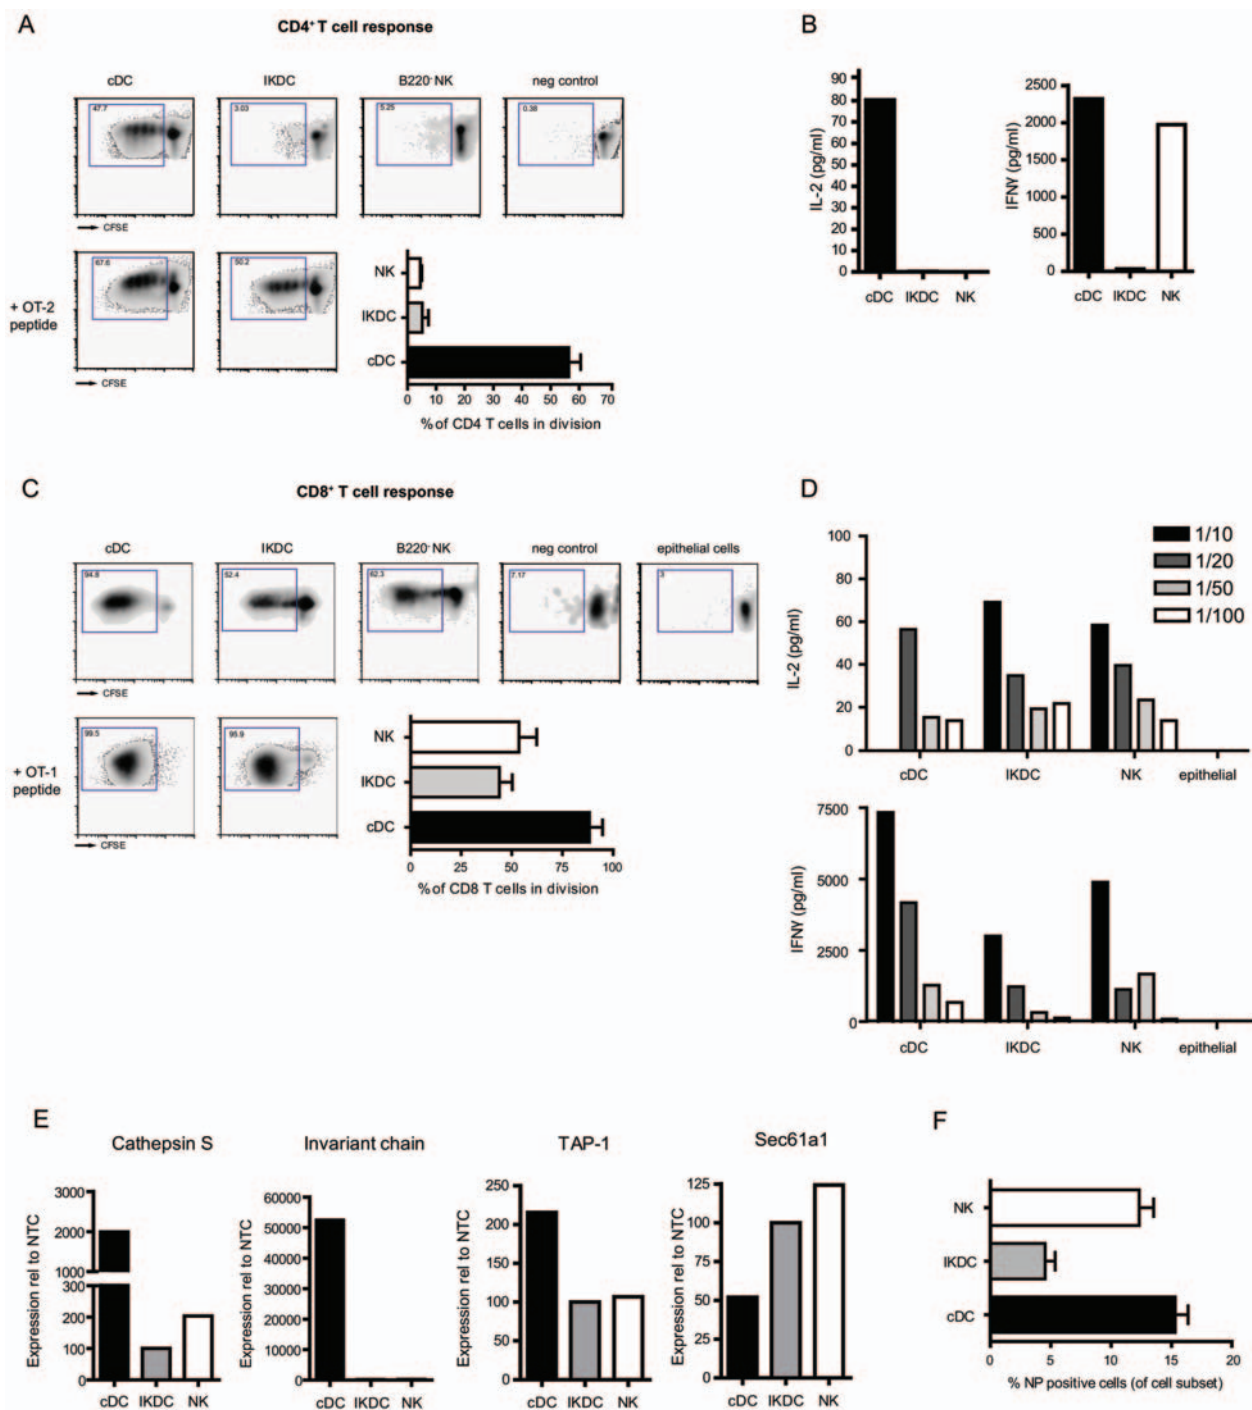 A
CD4⁺ T cell response
cDC
IKDC
B220⁻ NK
neg control
47.7
3.03
5.25
0.38
CFSE
+ OT-2
peptide
67.6
50.2
CFSE
NK
IKDC
cDC
0 10 20 30 40 50 60 70
% of CD4 T cells in division
B
IL-2 (pg/ml)
90
80
70
60
50
40
30
20
10
0
cDC IKDC NK
IFNγ (pg/ml)
2500
2000
1500
1000
500
0
cDC IKDC NK
C
CD8⁺ T cell response
cDC
IKDC
B220⁻ NK
neg control
epithelial cells
94.8
52.4
62.3
7.17
3
CFSE
+ OT-1
peptide
99.5
95.9
CFSE
NK
IKDC
cDC
0 25 50 75 100
% of CD8 T cells in division
D
1/10
1/20
1/50
1/100
IL-2 (pg/ml)
100
80
60
40
20
0
cDC IKDC NK epithelial
IFNγ (pg/ml)
7500
5000
2500
0
cDC IKDC NK epithelial
E
Cathepsin S
Expression rel to NTC
3000
2000
1000
300
200
100
0
cDC IKDC NK
Invariant chain
Expression rel to NTC
60000
50000
40000
30000
20000
10000
0
cDC IKDC NK
TAP-1
Expression rel to NTC
250
200
150
100
50
0
cDC IKDC NK
Sec61a1
Expression rel to NTC
125
100
75
50
25
0
cDC IKDC NK
F
NK
IKDC
cDC
0 5 10 15 20
% NP positive cells (of cell subset)